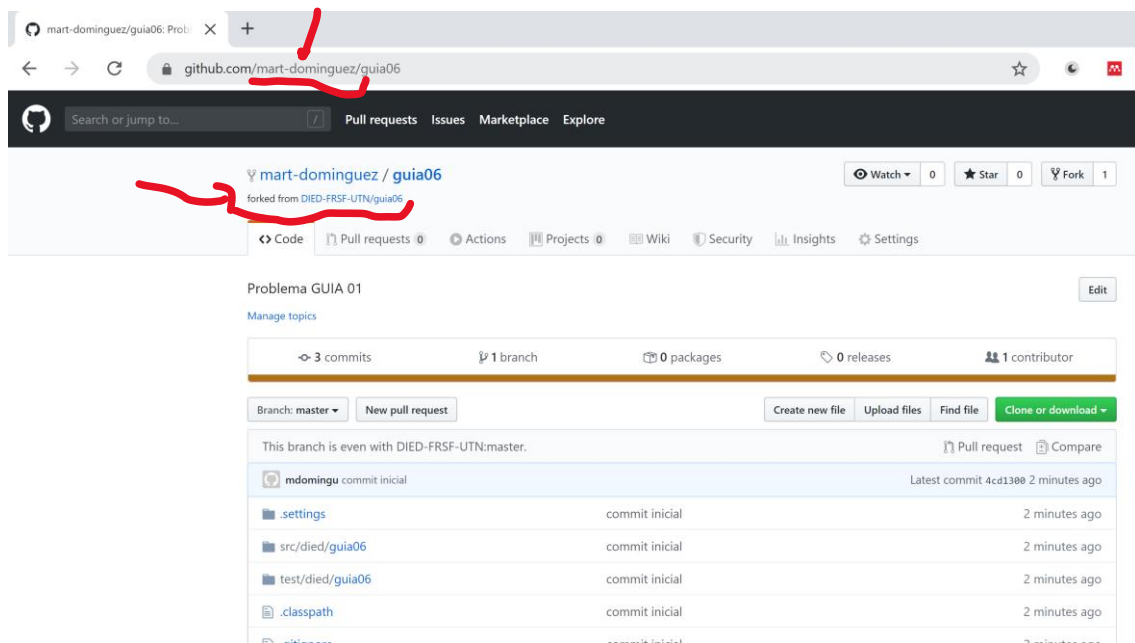 mart-dominguez/guia06: Prob
github.com/mart-dominguez/guia06
Search or jump to... / Pull requests Issues Marketplace Explore
mart-dominguez / guia06 Watch 0 Star 0 Fork 1
forked from DIED-FRSF-UTN/guia06
Code Pull requests 0 Actions Projects 0 Wiki Security Insights Settings
Problema GUIA 01 Edit
Manage topics
3 commits 1 branch 0 packages 0 releases 1 contributor
Branch: master New pull request Create new file Upload files Find file Clone or download
This branch is even with DIED-FRSF-UTN:master. Pull request Compare
mdomingu commit inicial Latest commit 4cd1300 2 minutes ago
.settings commit inicial 2 minutes ago
src/died/guia06 commit inicial 2 minutes ago
test/died/guia06 commit inicial 2 minutes ago
.classpath commit inicial 2 minutes ago
.gitignore commit inicial 2 minutes ago